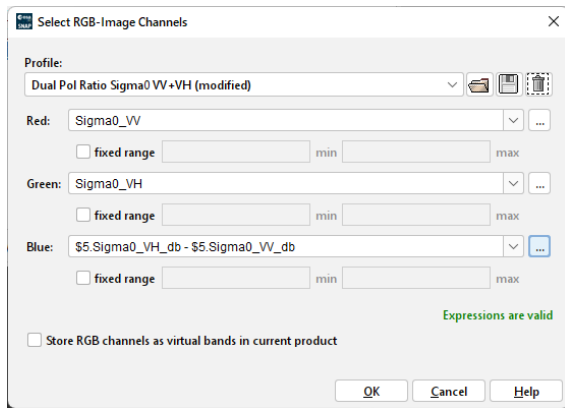 SNAP
Select RGB-Image Channels
Profile:
Dual Pol Ratio Sigma0 VV+VH (modified)
Red:
Sigma0_VV
...
fixed range
min
max
Green:
Sigma0_VH
...
fixed range
min
max
Blue:
$5.Sigma0_VH_db - $5.Sigma0_VV_db
...
fixed range
min
max
Expressions are valid
Store RGB channels as virtual bands in current product
OK
Cancel
Help